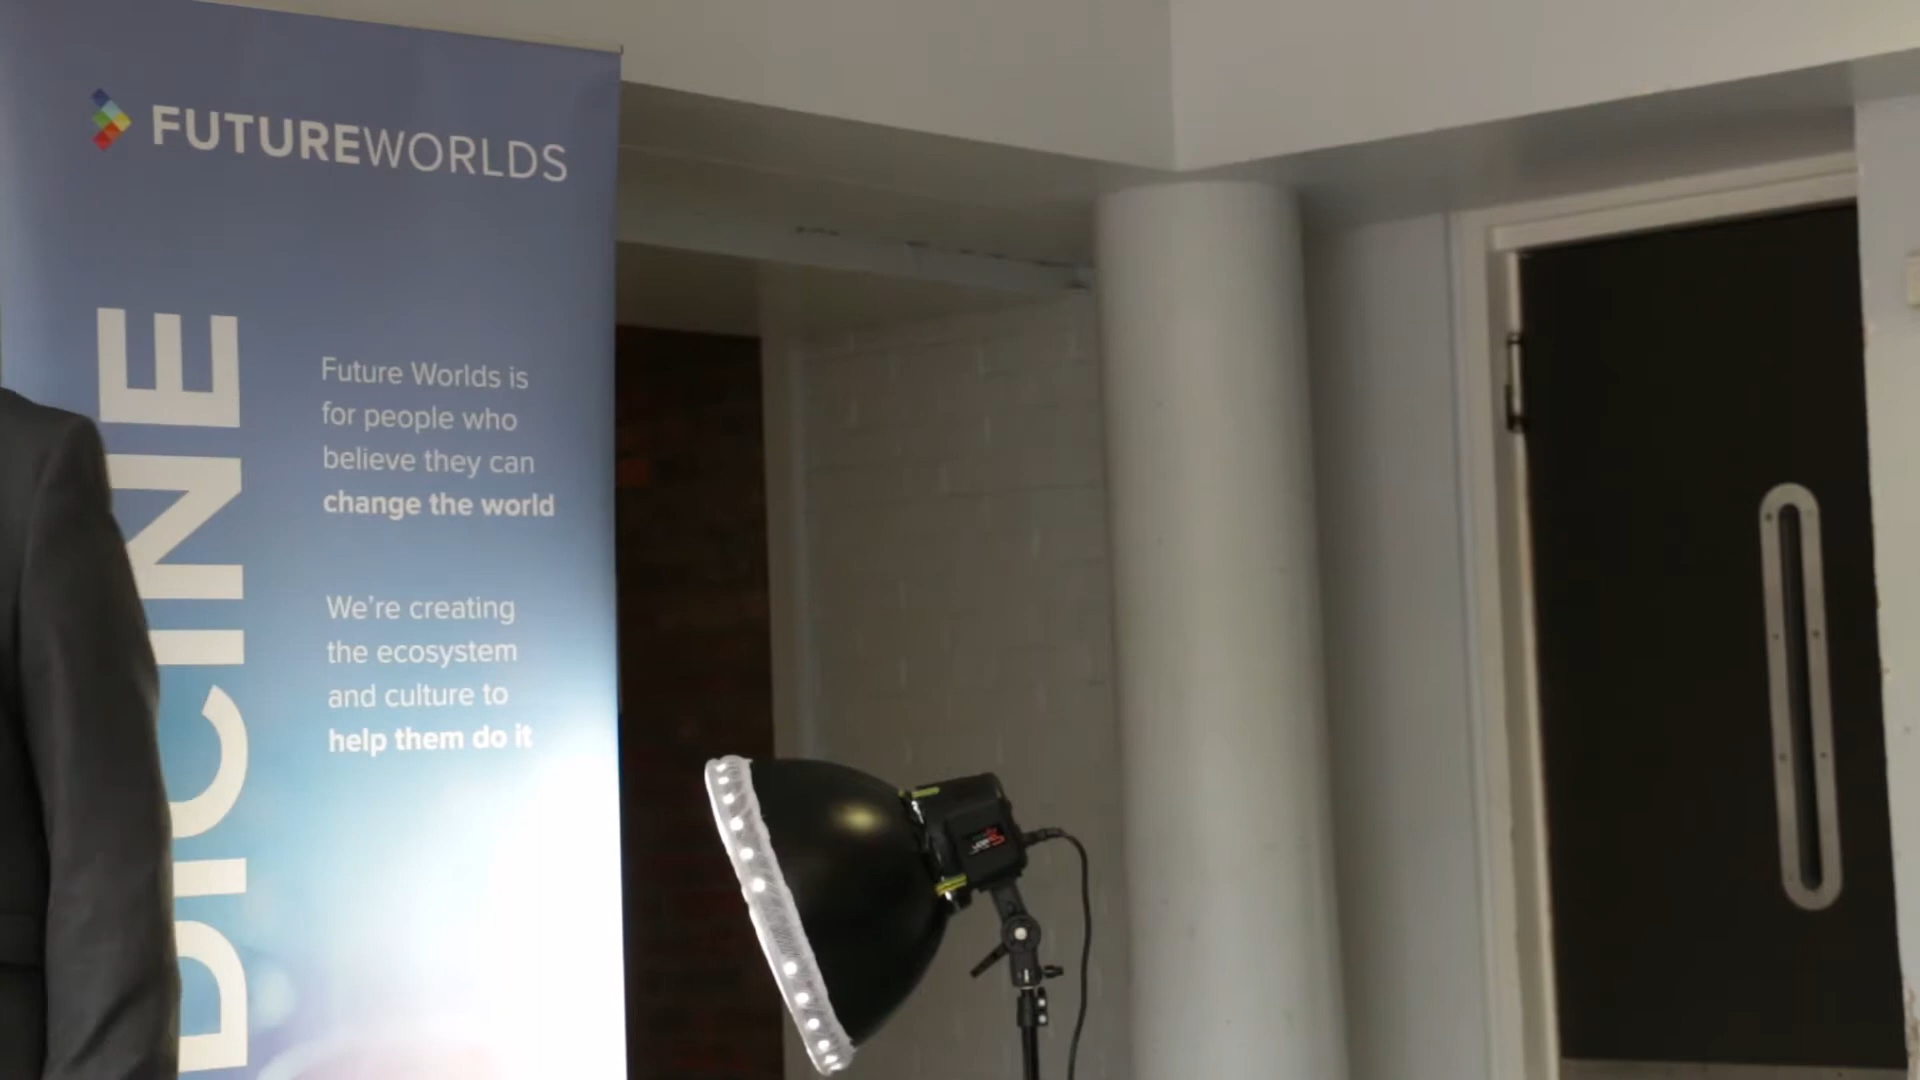 FUTUREWORLDS
DICINE
Future Worlds is
for people who
believe they can
change the world
We're creating
the ecosystem
and culture to
help them do it